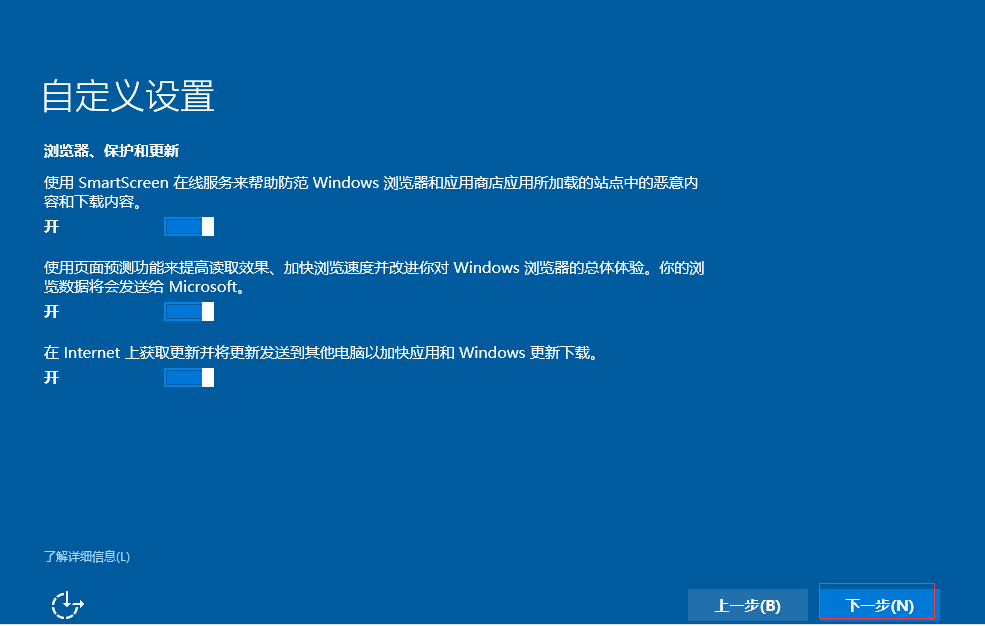 自定义设置
浏览器、保护和更新
使用 SmartScreen 在线服务来帮助防范 Windows 浏览器和应用商店应用所加载的站点中的恶意内
容和下载内容。
开
使用页面预测功能来提高读取效果、加快浏览速度并改进你对 Windows 浏览器的总体体验。你的浏
览数据将会发送给 Microsoft。
开
在 Internet 上获取更新并将更新发送到其他电脑以加快应用和 Windows 更新下载。
开
了解详细信息(L)
上一步(B)
下一步(N)